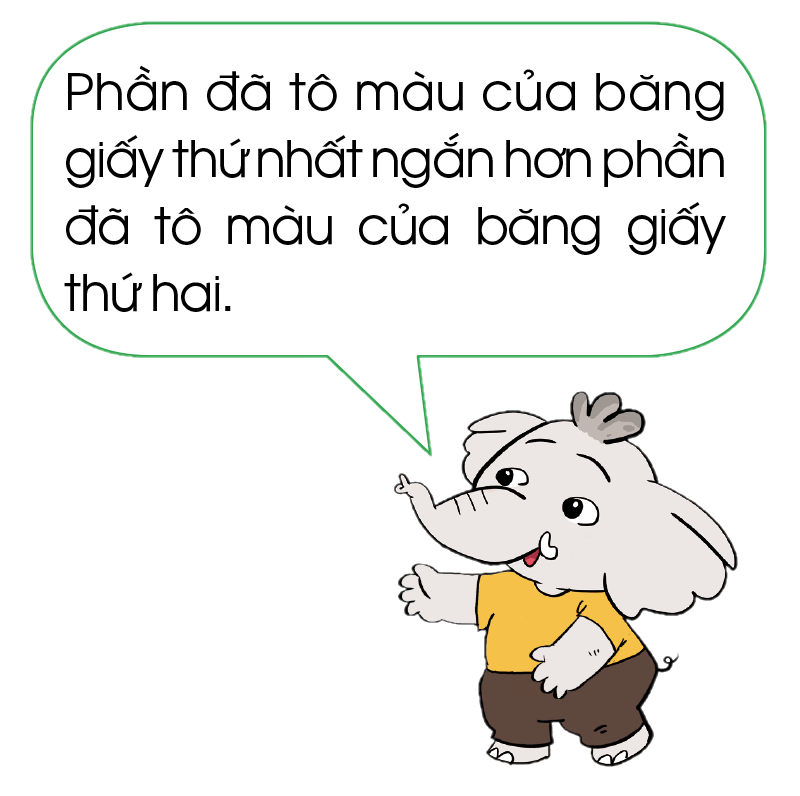 Phần đã tô màu của băng
giấy thứ nhất ngắn hơn phần
đã tô màu của băng giấy
thứ hai.